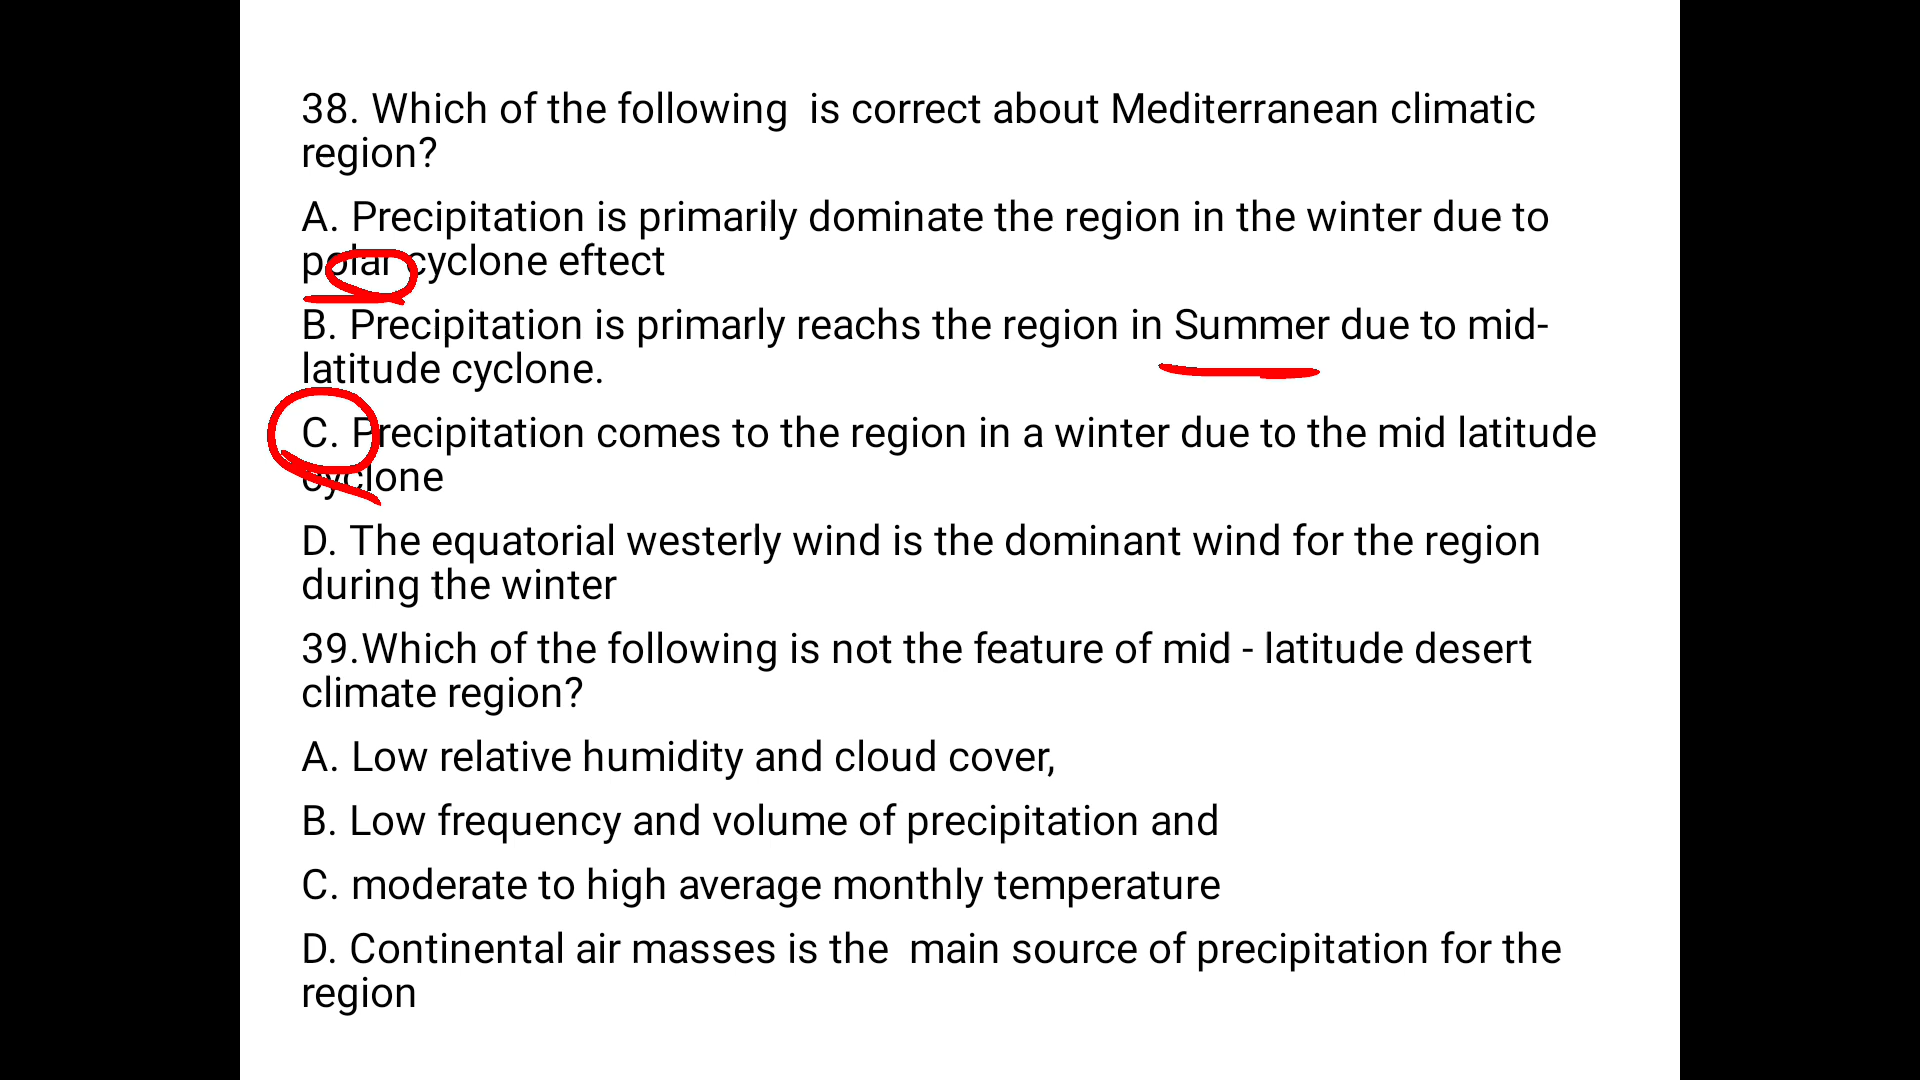 38. Which of the following  is correct about Mediterranean climatic
region?
A. Precipitation is primarily dominate the region in the winter due to
polar cyclone eftect
B. Precipitation is primarly reachs the region in Summer due to mid-
latitude cyclone.
C. Precipitation comes to the region in a winter due to the mid latitude
cyclone
D. The equatorial westerly wind is the dominant wind for the region
during the winter
39.Which of the following is not the feature of mid - latitude desert
climate region?
A. Low relative humidity and cloud cover,
B. Low frequency and volume of precipitation and
C. moderate to high average monthly temperature
D. Continental air masses is the  main source of precipitation for the
region